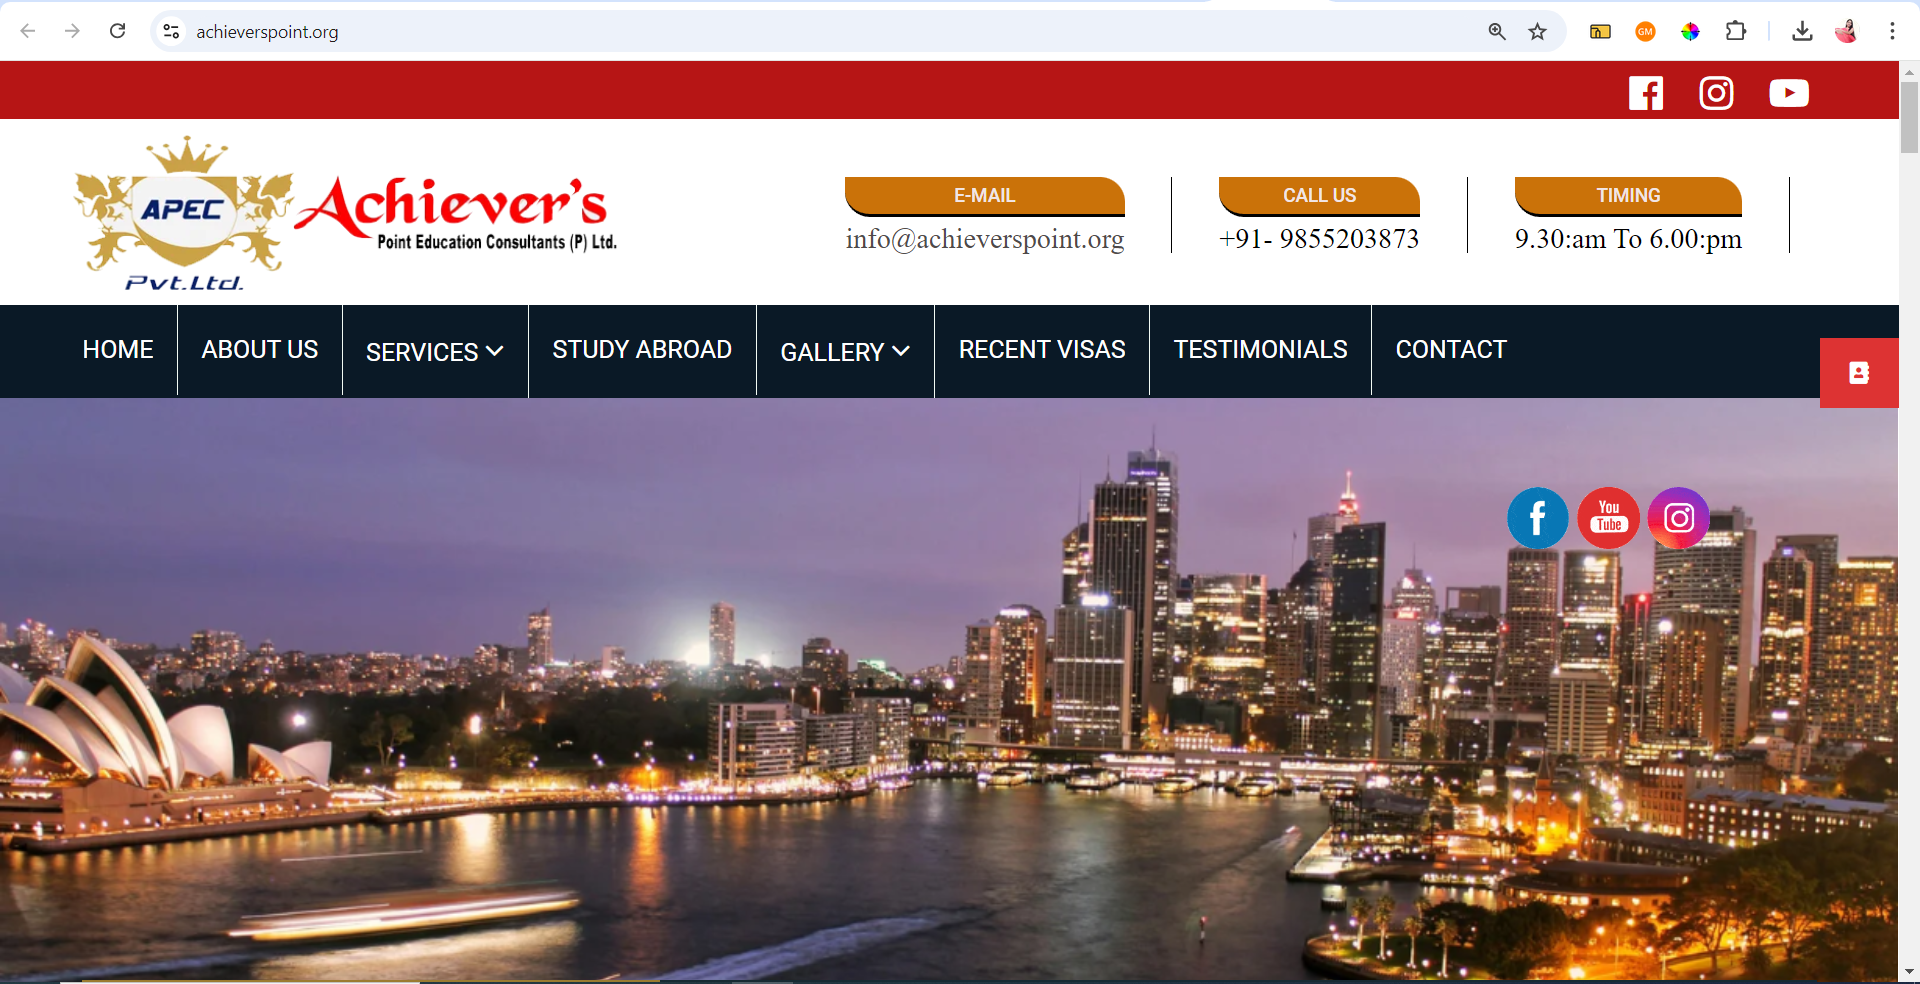 achieverspoint.org
GM
APEC
Pvt.Ltd.
Achiever's
Point Education Consultants (P) Ltd.
E-MAIL
info@achieverspoint.org
CALL US
+91- 9855203873
TIMING
9.30:am To 6.00:pm
HOME
ABOUT US
SERVICES
STUDY ABROAD
GALLERY
RECENT VISAS
TESTIMONIALS
CONTACT
You
Tube